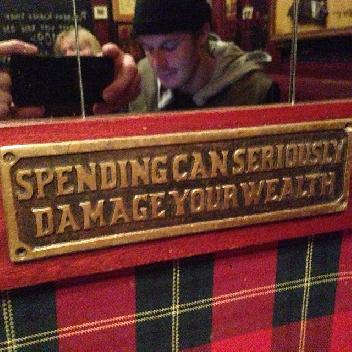 SPENDING CAN SERIOUSLY
DAMAGE YOUR WEALTH